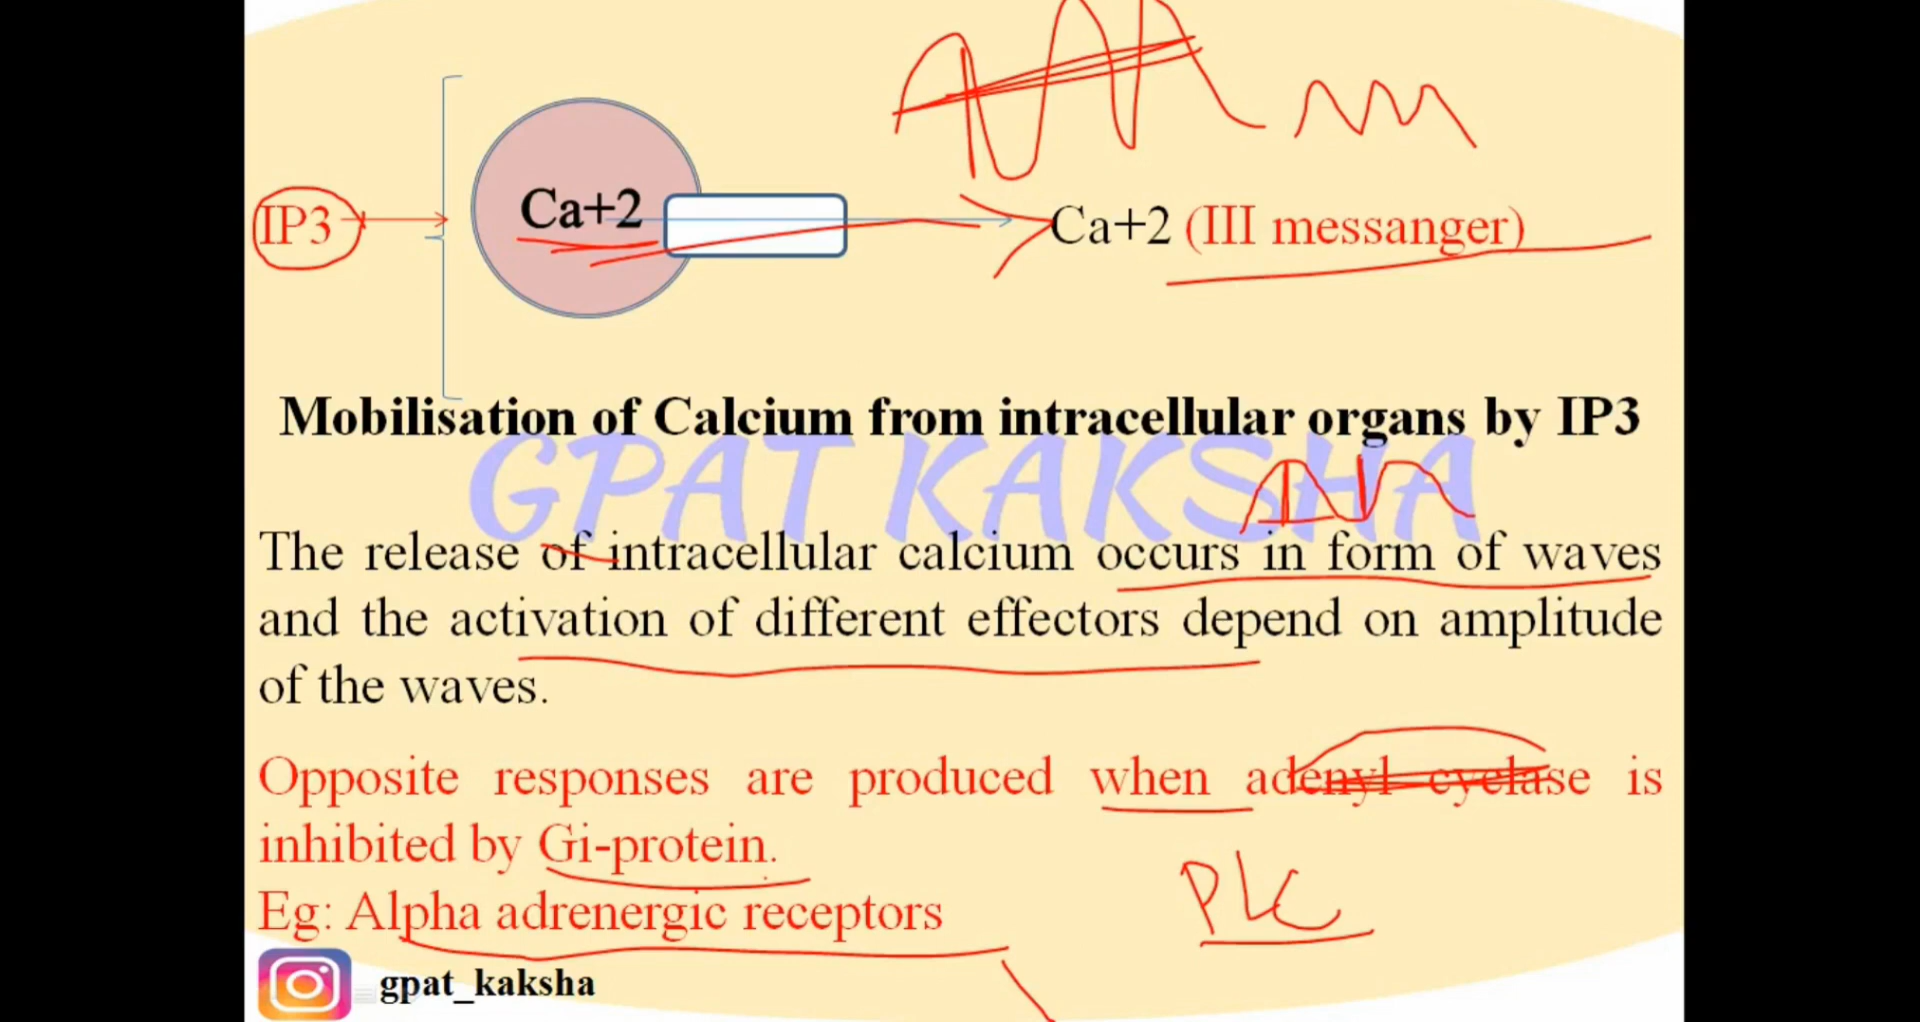 IP3
Ca+2
Ca+2 (III messanger)
Mobilisation of Calcium from intracellular organs by IP3
GPAT KAKSHA
The release of intracellular calcium occurs in form of waves
and the activation of different effectors depend on amplitude
of the waves.
Opposite responses are produced when adenyl cyclase is
inhibited by Gi-protein.
Eg: Alpha adrenergic receptors
PLC
gpat_kaksha